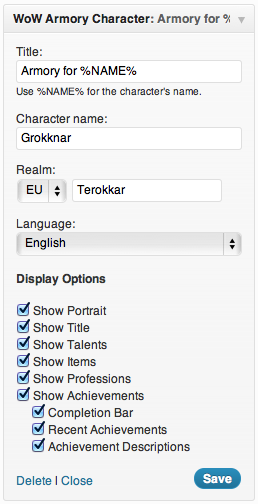 WoW Armory Character: Armory for %
Title:
Armory for %NAME%
Use %NAME% for the character's name.
Character name:
Grokknar
Realm:
EU Terokkar
Language:
English
Display Options
Show Portrait
Show Title
Show Talents
Show Items
Show Professions
Show Achievements
Completion Bar
Recent Achievements
Achievement Descriptions
Delete | Close Save